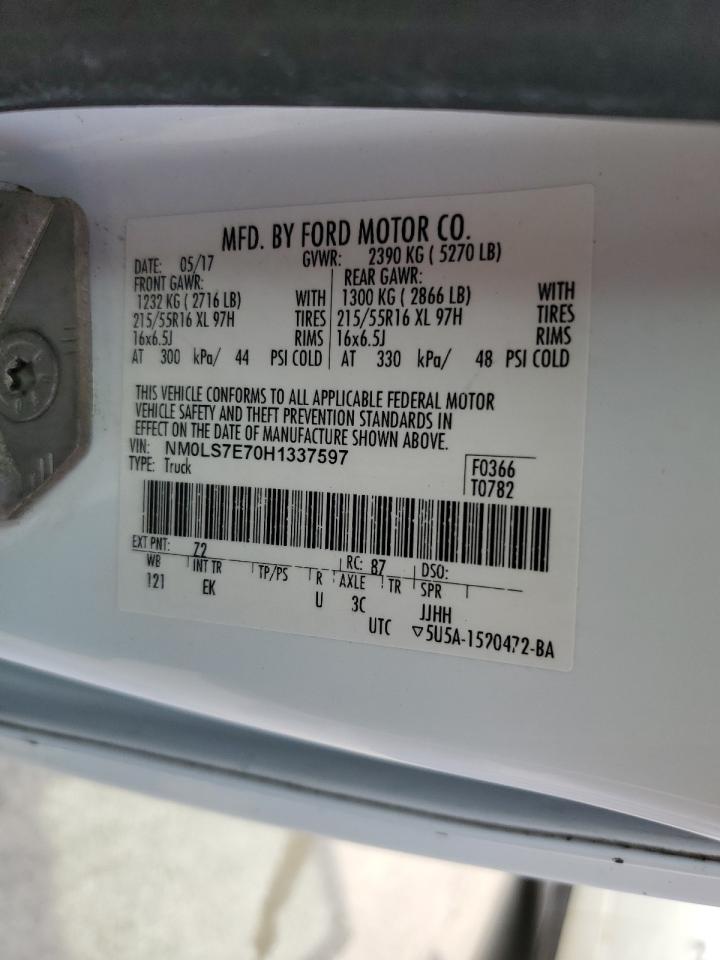 MFD. BY FORD MOTOR CO.
DATE: 05/17 GVWR: 2390 KG ( 5270 LB)
FRONT GAWR: REAR GAWR:
1232 KG ( 2716 LB) WITH 1300 KG ( 2866 LB) WITH
215/55R16 XL 97H TIRES 215/55R16 XL 97H TIRES
16x6.5J RIMS 16x6.5J RIMS
AT 300 kPa/ 44 PSI COLD AT 330 kPa/ 48 PSI COLD
THIS VEHICLE CONFORMS TO ALL APPLICABLE FEDERAL MOTOR
VEHICLE SAFETY AND THEFT PREVENTION STANDARDS IN
EFFECT ON THE DATE OF MANUFACTURE SHOWN ABOVE.
VIN: NM0LS7E70H1337597
TYPE: Truck
F0366
T0782
EXT PNT: Z2 RC: 87 DSO:
WB INT TR TP/PS R AXLE TR SPR
121 EK U 3C JJHH
UTC ▽5U5A-1520472-BA